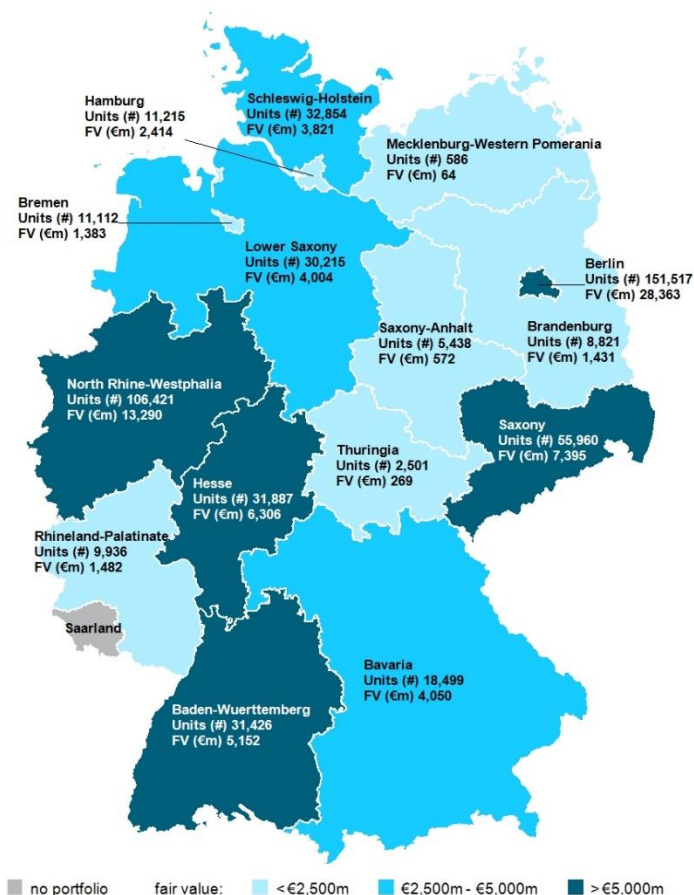 Hamburg
Units (#) 11,215
FV (€m) 2,414
Schleswig-Holstein
Units (#) 32,854
FV (€m) 3,821
Mecklenburg-Western Pomerania
Units (#) 586
FV (€m) 64
Bremen
Units (#) 11,112
FV (€m) 1,383
Lower Saxony
Units (#) 30,215
FV (€m) 4,004
Berlin
Units (#) 151,517
FV (€m) 28,363
Saxony-Anhalt
Units (#) 5,438
FV (€m) 572
Brandenburg
Units (#) 8,821
FV (€m) 1,431
North Rhine-Westphalia
Units (#) 106,421
FV (€m) 13,290
Saxony
Units (#) 55,960
FV (€m) 7,395
Thuringia
Units (#) 2,501
FV (€m) 269
Hesse
Units (#) 31,887
FV (€m) 6,306
Rhineland-Palatinate
Units (#) 9,936
FV (€m) 1,482
Saarland
Bavaria
Units (#) 18,499
FV (€m) 4,050
Baden-Wuerttemberg
Units (#) 31,426
FV (€m) 5,152
no portfolio fair value: <€2,500m €2.500m - €5.000m >€5.000m